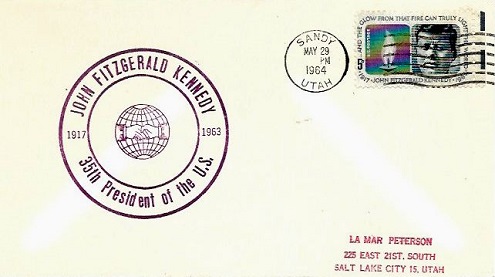 JOHN FITZGERALD KENNEDY
1917 1963
35th President of the U.S.
SANDY
MAY 29
PM
1964
UTAH
...AND THE GLOW FROM THAT FIRE CAN TRULY LIGHT THE WORLD
5
JOHN FITZGERALD KENNEDY
LA MAR PETERSON
225 EAST 21ST, SOUTH
SALT LAKE CITY 15, UTAH